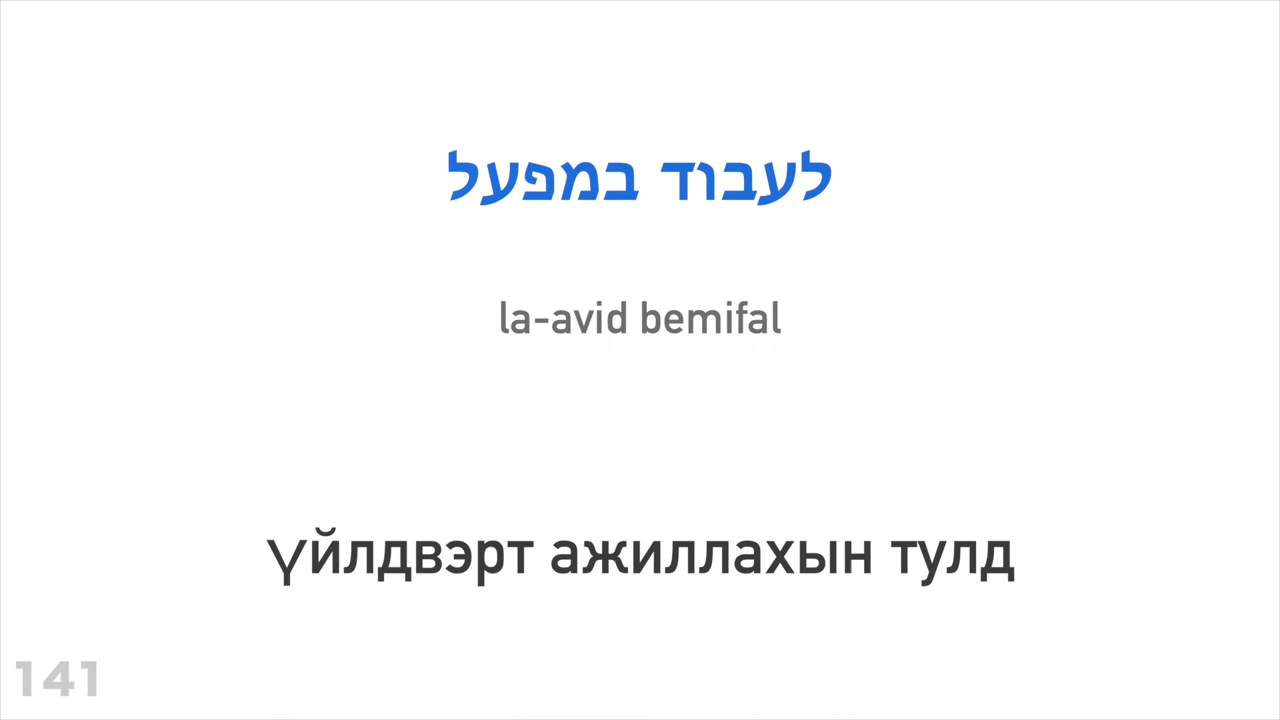 לעבוד במפעל
la-avid bemifal
үйлдвэрт ажиллахын тулд
141